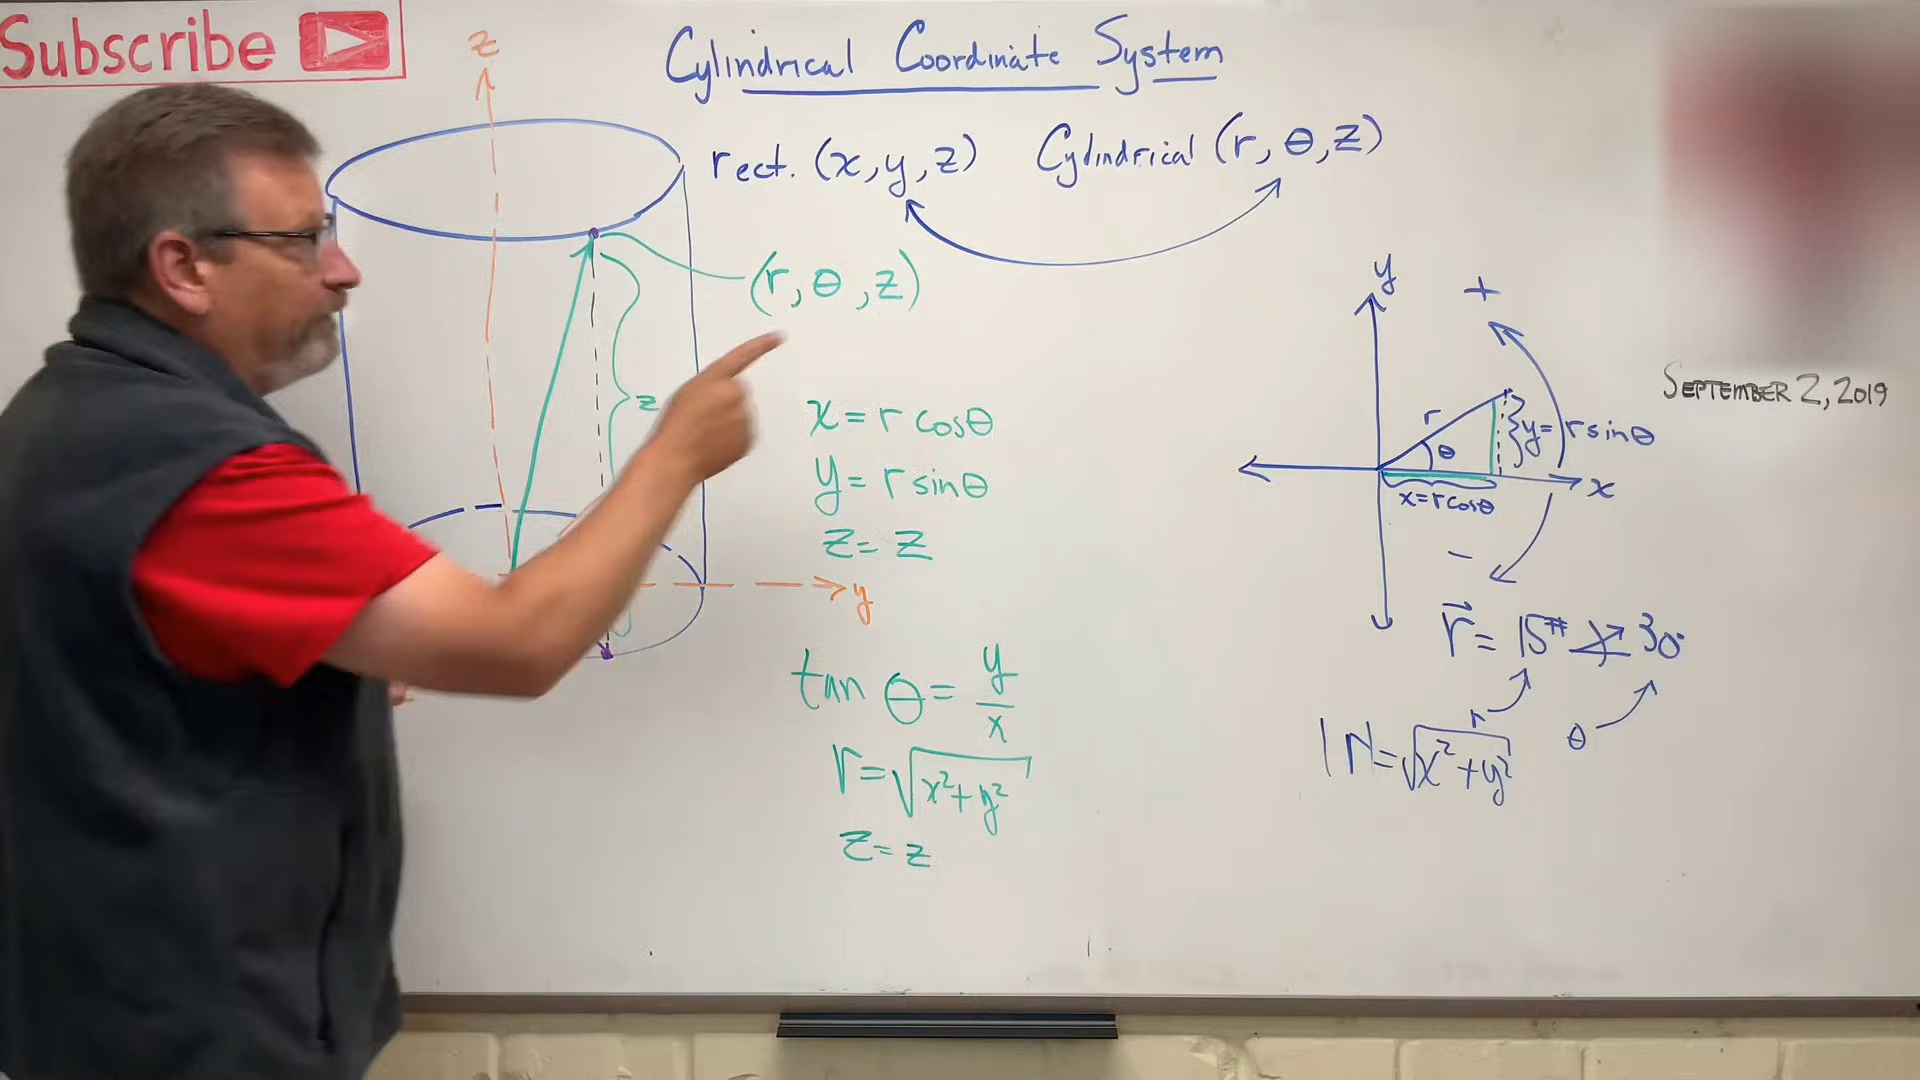 Subscribe
Cylindrical Coordinate System
rect. (x, y, z) Cylindrical (r, θ, z)
z
(r, θ, z)
z
x = r cosθ
y = r sinθ
z = z
y
tan θ = y/x
r = √x²+y²
z = z
y
+
r
θ
y = r sinθ
x
x = r cosθ
−
SEPTEMBER 2, 2019
r⃗ = 15# ∡ 30°
r
θ
|r| = √x²+y²